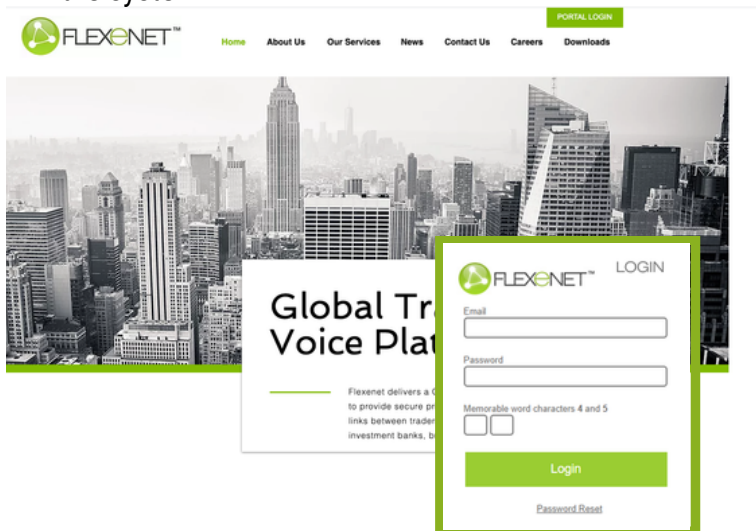 PORTAL LOGIN
FLEXENET™
Home About Us Our Services News Contact Us Careers Downloads
Global Tra
Voice Plat
Flexenet delivers a
to provide secure pr
links between trader
investment banks, b
FLEXENET™
LOGIN
Email
Password
Memorable word characters 4 and 5
Login
Password Reset